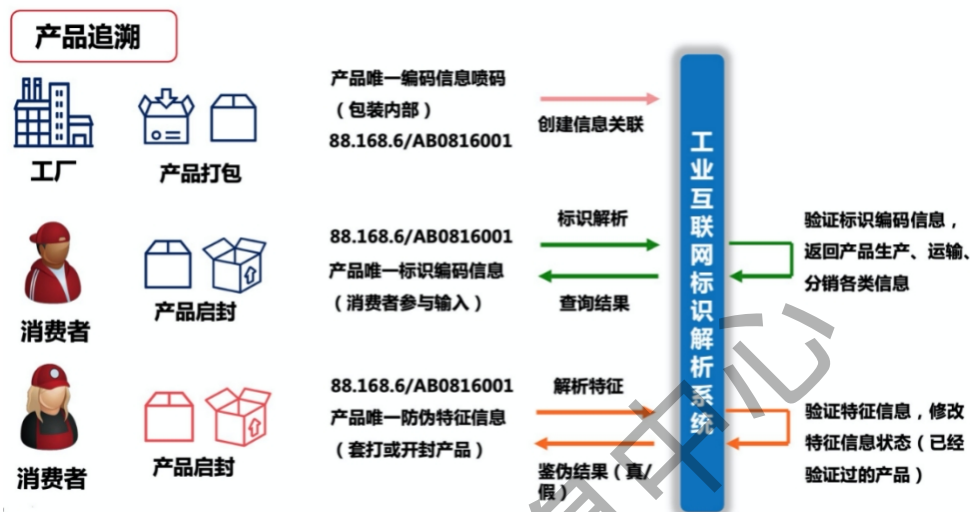 产品追溯
工厂
产品打包
产品唯一编码信息喷码
（包装内部）
88.168.6/AB0816001
创建信息关联
工业互联网标识解析系统
消费者
产品启封
88.168.6/AB0816001
产品唯一标识编码信息
（消费者参与输入）
标识解析
查询结果
验证标识编码信息，
返回产品生产、运输、
分销各类信息
消费者
产品启封
88.168.6/AB0816001
产品唯一防伪特征信息
（套打或开封产品）
解析特征
鉴伪结果（真/
假）
验证特征信息，修改
特征信息状态（已经
验证过的产品）
中心